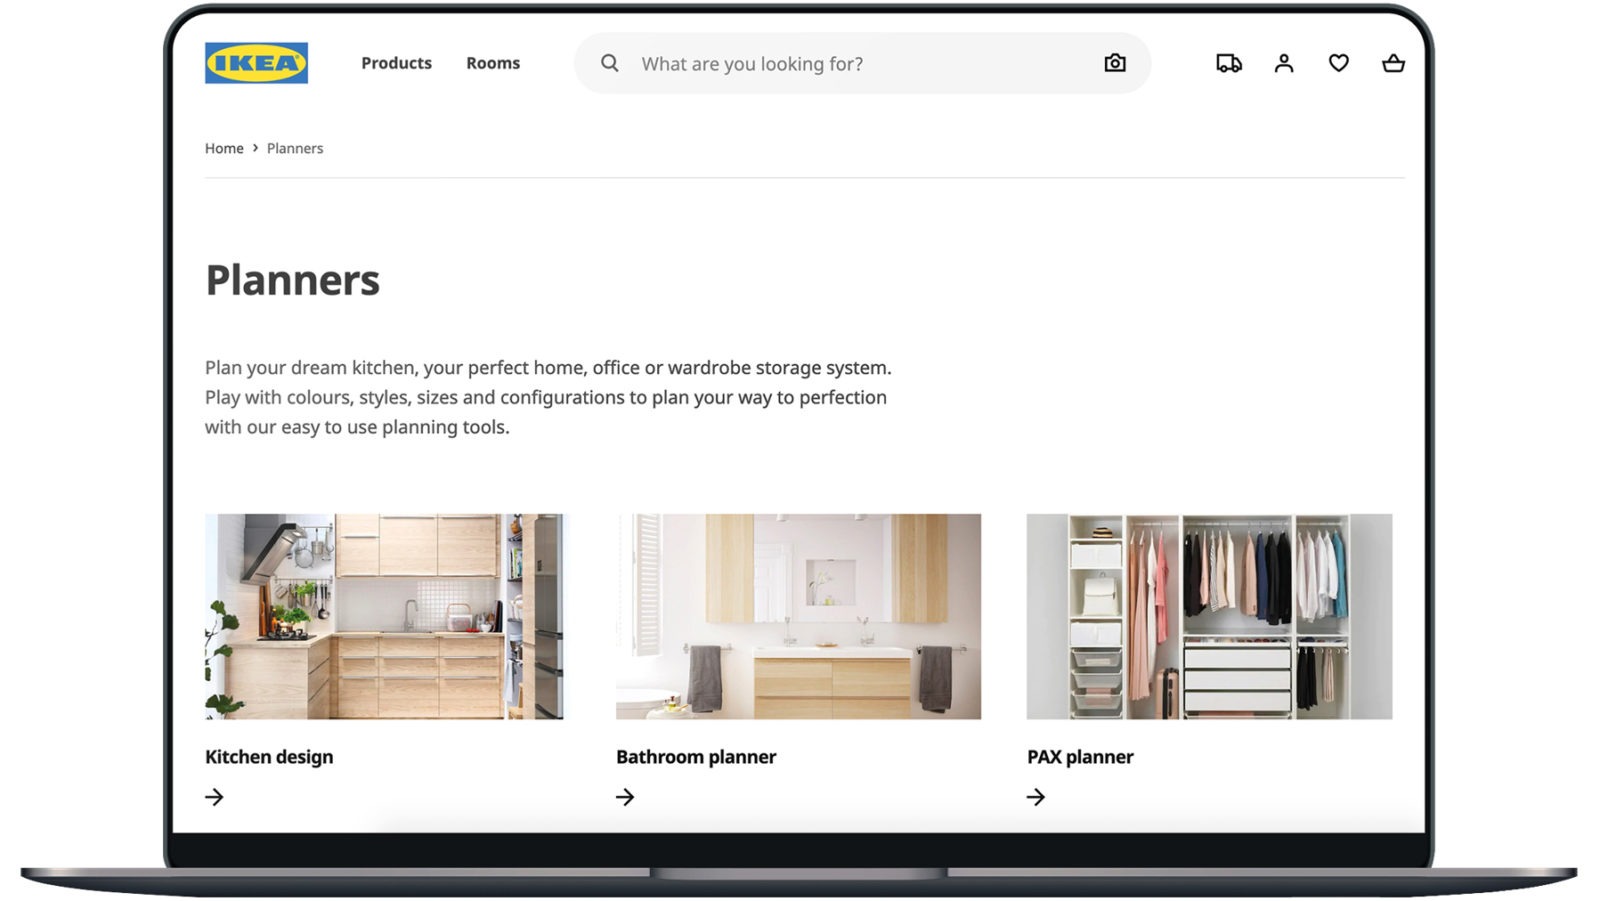 IKEA
Products
Rooms
What are you looking for?
Home > Planners
Planners
Plan your dream kitchen, your perfect home, office or wardrobe storage system.
Play with colours, styles, sizes and configurations to plan your way to perfection
with our easy to use planning tools.
Kitchen design
Bathroom planner
PAX planner